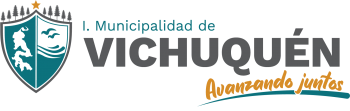 I. Municipalidad de
VICHUQUÉN
Avanzando juntos